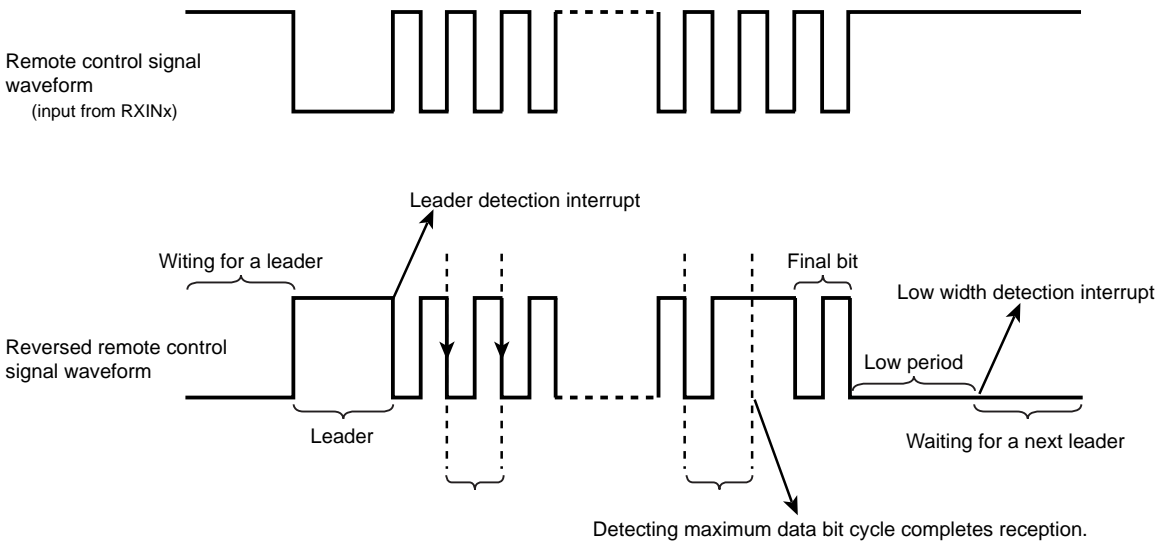 Remote control signal
waveform
(input from RXINx)
Leader detection interrupt
Witing for a leader
Final bit
Low width detection interrupt
Reversed remote control
signal waveform
Low period
Leader
Waiting for a next leader
Detecting maximum data bit cycle completes reception.